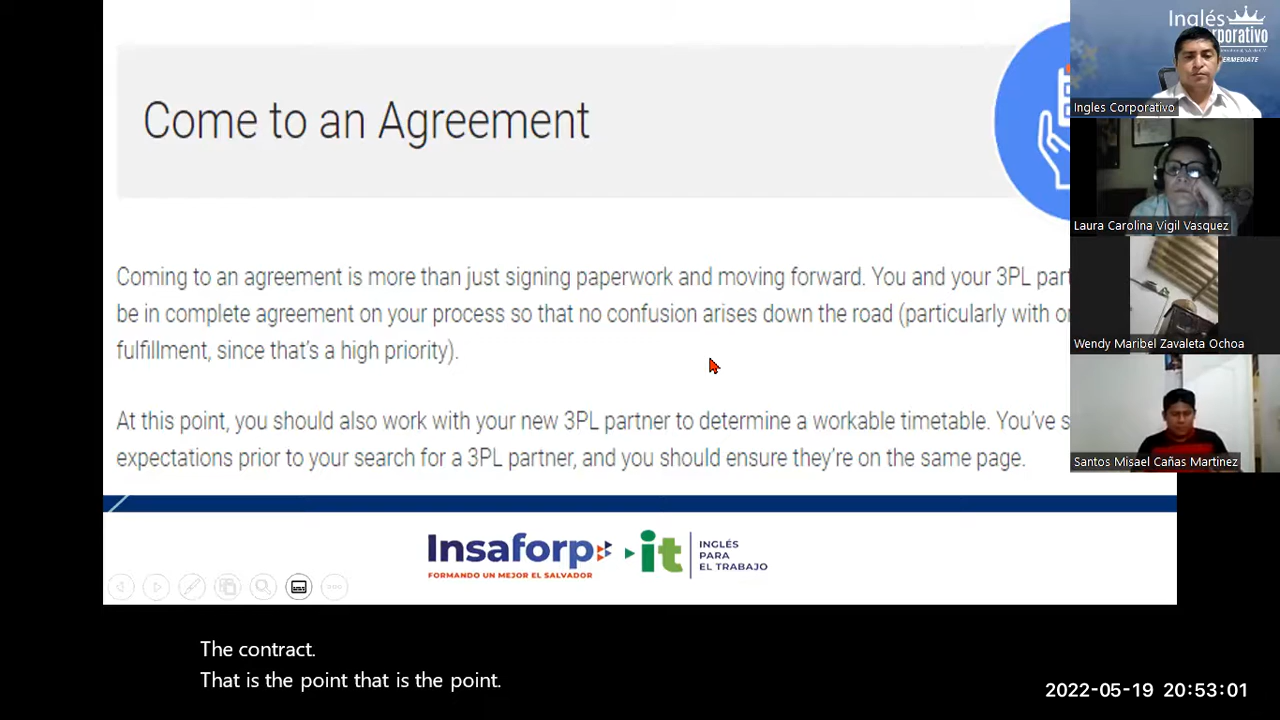 Come to an Agreement
Coming to an agreement is more than just signing paperwork and moving forward. You and your 3PL
be in complete agreement on your process so that no confusion arises down the road (particularly with
fulfillment, since that's a high priority).
At this point, you should also work with your new 3PL partner to determine a workable timetable. You've
expectations prior to your search for a 3PL partner, and you should ensure they're on the same page.
Insaforp
FORMANDO UN MEJOR EL SALVADOR
it
INGLÉS
PARA
EL TRABAJO
Inglés
Ingles Corporativo
Laura Carolina Vigil Vasquez
Wendy Maribel Zavaleta Ochoa
Santos Misael Cañas Martinez
The contract.
That is the point that is the point.
2022-05-19 20:53:01